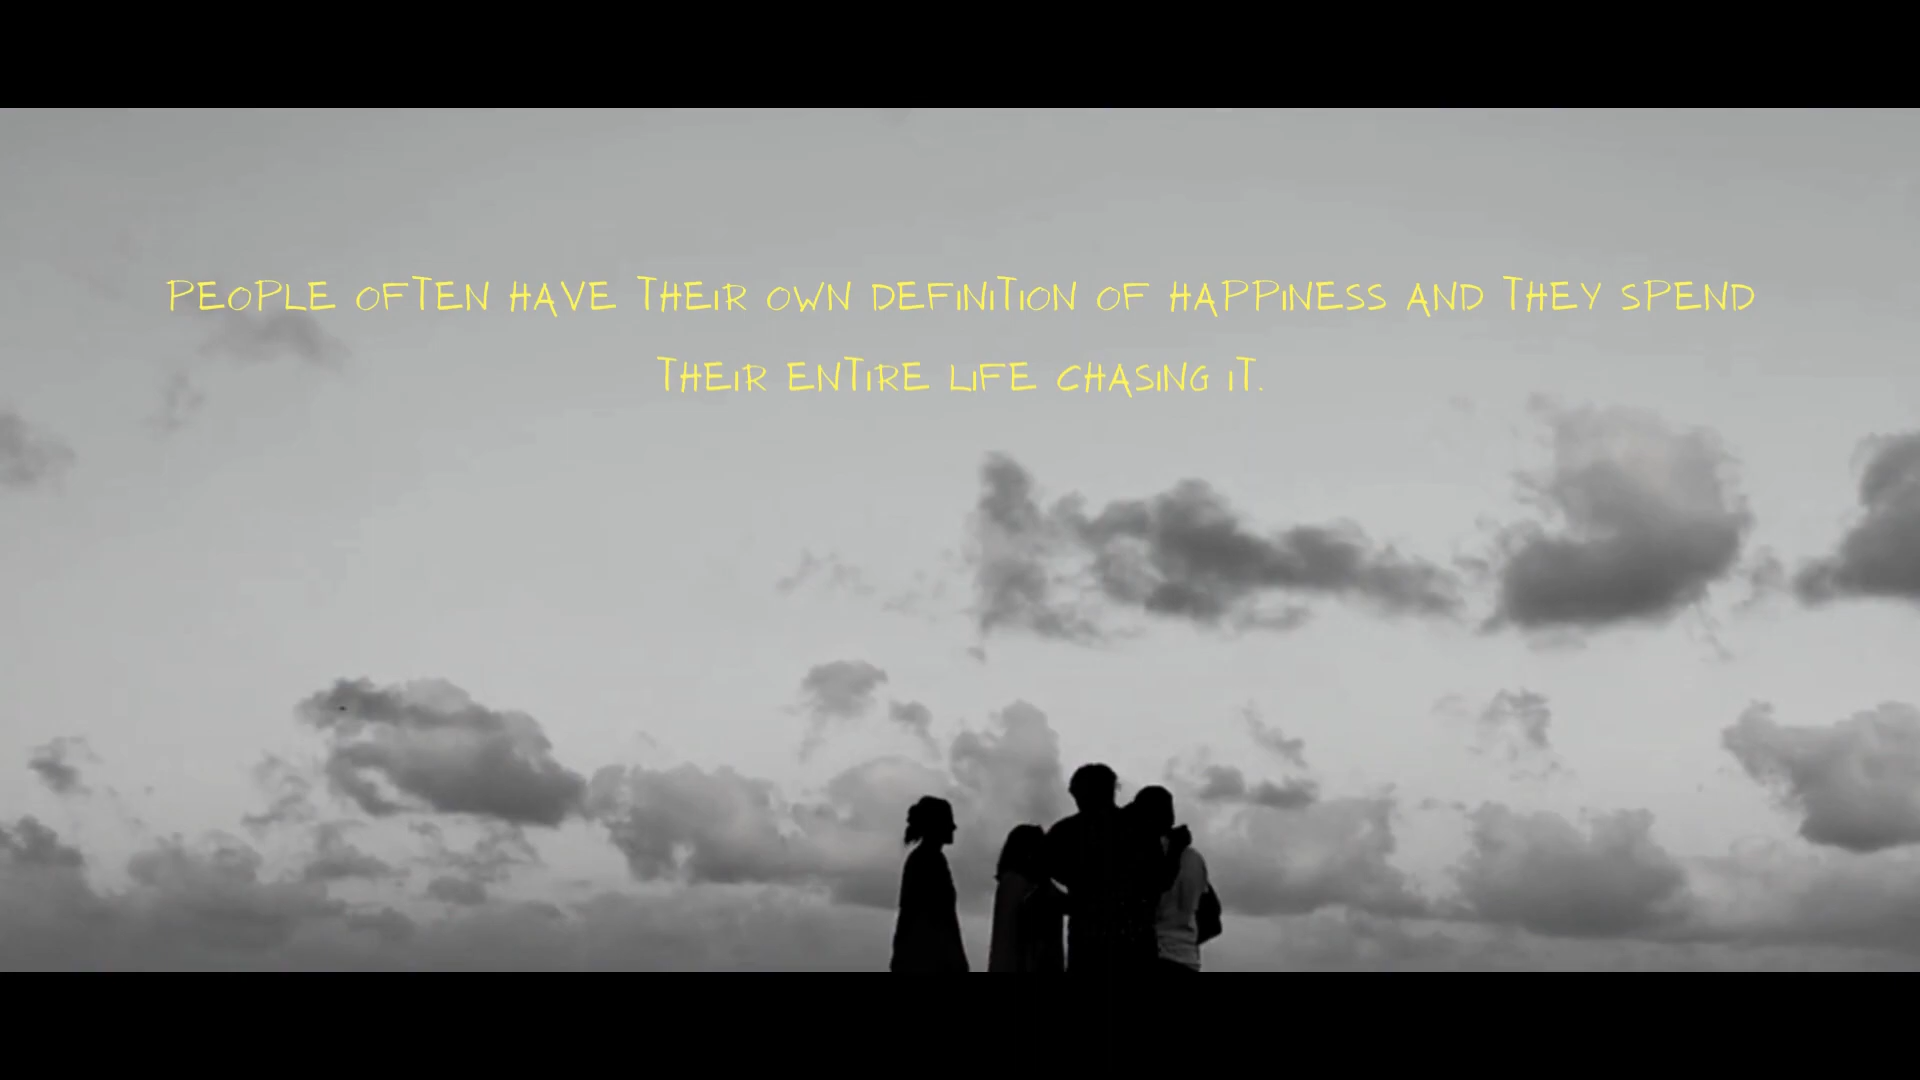 PEOPLE OFTEN HAVE THEIR OWN DEFINITION OF HAPPINESS AND THEY SPEND
THEIR ENTIRE LIFE CHASING IT.